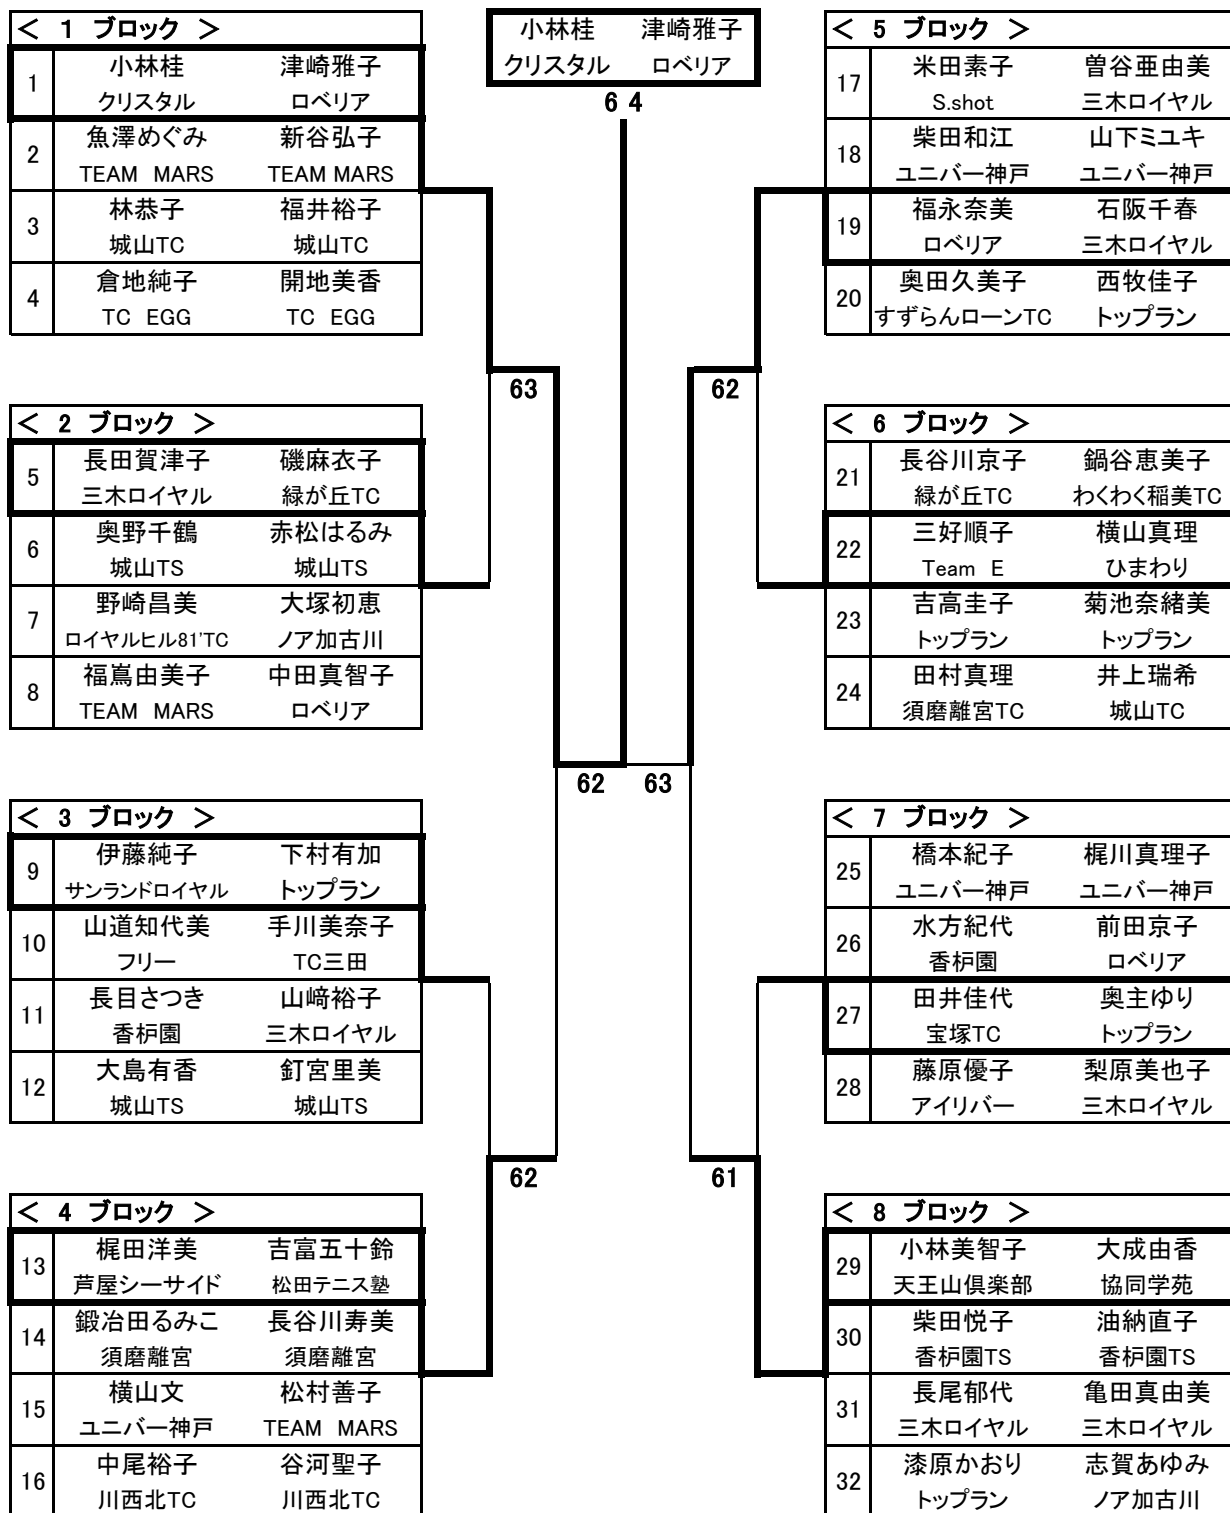 小林桂 津崎雅子
クリスタル ロベリア
6 4
< 1 ブロック >
1 小林桂 津崎雅子
クリスタル ロベリア
2 魚澤めぐみ 新谷弘子
TEAM MARS TEAM MARS
3 林恭子 福井裕子
城山TC 城山TC
4 倉地純子 開地美香
TC EGG TC EGG
< 2 ブロック >
5 長田賀津子 磯麻衣子
三木ロイヤル 緑が丘TC
6 奥野千鶴 赤松はるみ
城山TS 城山TS
7 野崎昌美 大塚初恵
ロイヤルヒル81'TC ノア加古川
8 福嶌由美子 中田真智子
TEAM MARS ロベリア
< 3 ブロック >
9 伊藤純子 下村有加
サンランドロイヤル トップラン
10 山道知代美 手川美奈子
フリー TC三田
11 長目さつき 山﨑裕子
香枦園 三木ロイヤル
12 大島有香 釘宮里美
城山TS 城山TS
< 4 ブロック >
13 梶田洋美 吉富五十鈴
芦屋シーサイド 松田テニス塾
14 鍛冶田るみこ 長谷川寿美
須磨離宮 須磨離宮
15 横山文 松村善子
ユニバー神戸 TEAM MARS
16 中尾裕子 谷河聖子
川西北TC 川西北TC
63
62
62 63
62
61
< 5 ブロック >
17 米田素子 曽谷亜由美
S.shot 三木ロイヤル
18 柴田和江 山下ミユキ
ユニバー神戸 ユニバー神戸
19 福永奈美 石阪千春
ロベリア 三木ロイヤル
20 奥田久美子 西牧佳子
すずらんローンTC トップラン
< 6 ブロック >
21 長谷川京子 鍋谷恵美子
緑が丘TC わくわく稲美TC
22 三好順子 横山真理
Team E ひまわり
23 吉高圭子 菊池奈緒美
トップラン トップラン
24 田村真理 井上瑞希
須磨離宮TC 城山TC
< 7 ブロック >
25 橋本紀子 梶川真理子
ユニバー神戸 ユニバー神戸
26 水方紀代 前田京子
香枦園 ロベリア
27 田井佳代 奥主ゆり
宝塚TC トップラン
28 藤原優子 梨原美也子
アイリバー 三木ロイヤル
< 8 ブロック >
29 小林美智子 大成由香
天王山倶楽部 協同学苑
30 柴田悦子 油納直子
香枦園TS 香枦園TS
31 長尾郁代 亀田真由美
三木ロイヤル 三木ロイヤル
32 漆原かおり 志賀あゆみ
トップラン ノア加古川